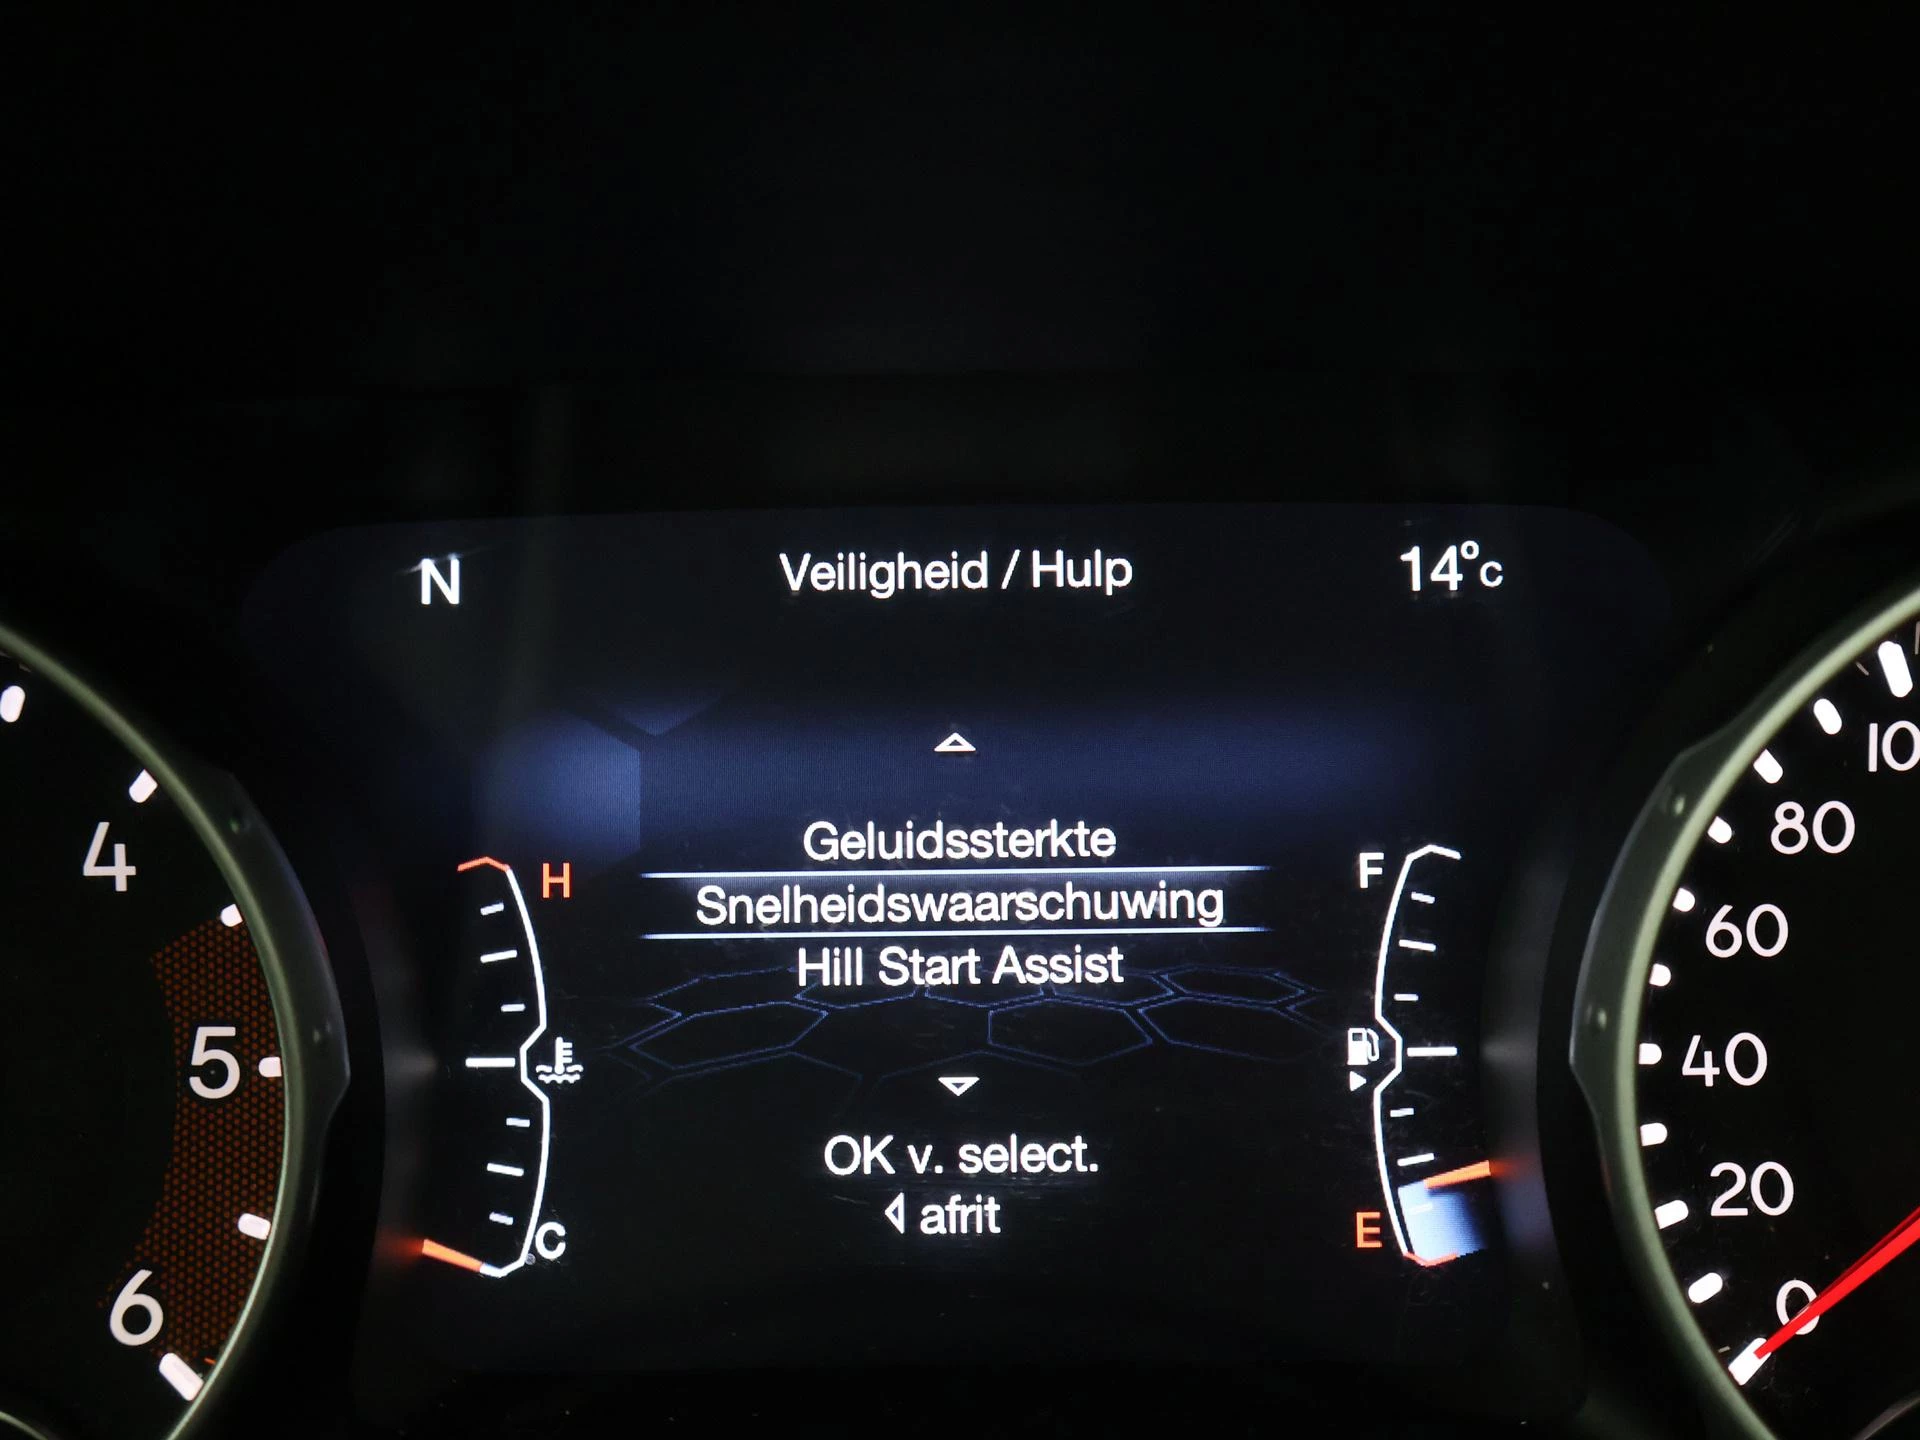 N
Veiligheid / Hulp
14°c
Geluidssterkte
Snelheidswaarschuwing
Hill Start Assist
OK v. select.
afrit
H
C
F
E
4
5
6
80
60
40
20
0